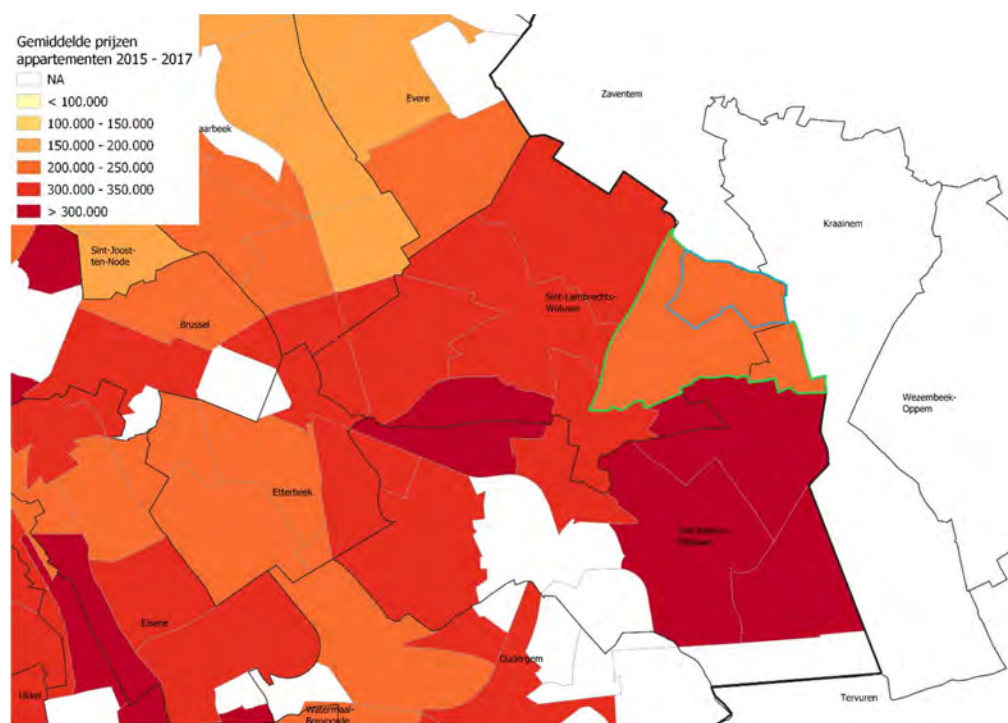 Gemiddelde prijzen
appartementen 2015 - 2017
NA
< 100.000
100.000 - 150.000
150.000 - 200.000
200.000 - 250.000
300.000 - 350.000
> 300.000
Zaventem
Evere
aarbeek
Kraainem
Sint-Joost-
ten-Node
Sint-Lambrechts-
Woluwe
Brussel
Wezembeek-
Oppem
Etterbeek
Elsene
Oudergem
Ukkel
Tervuren
Watermaal-
Bosvoorde